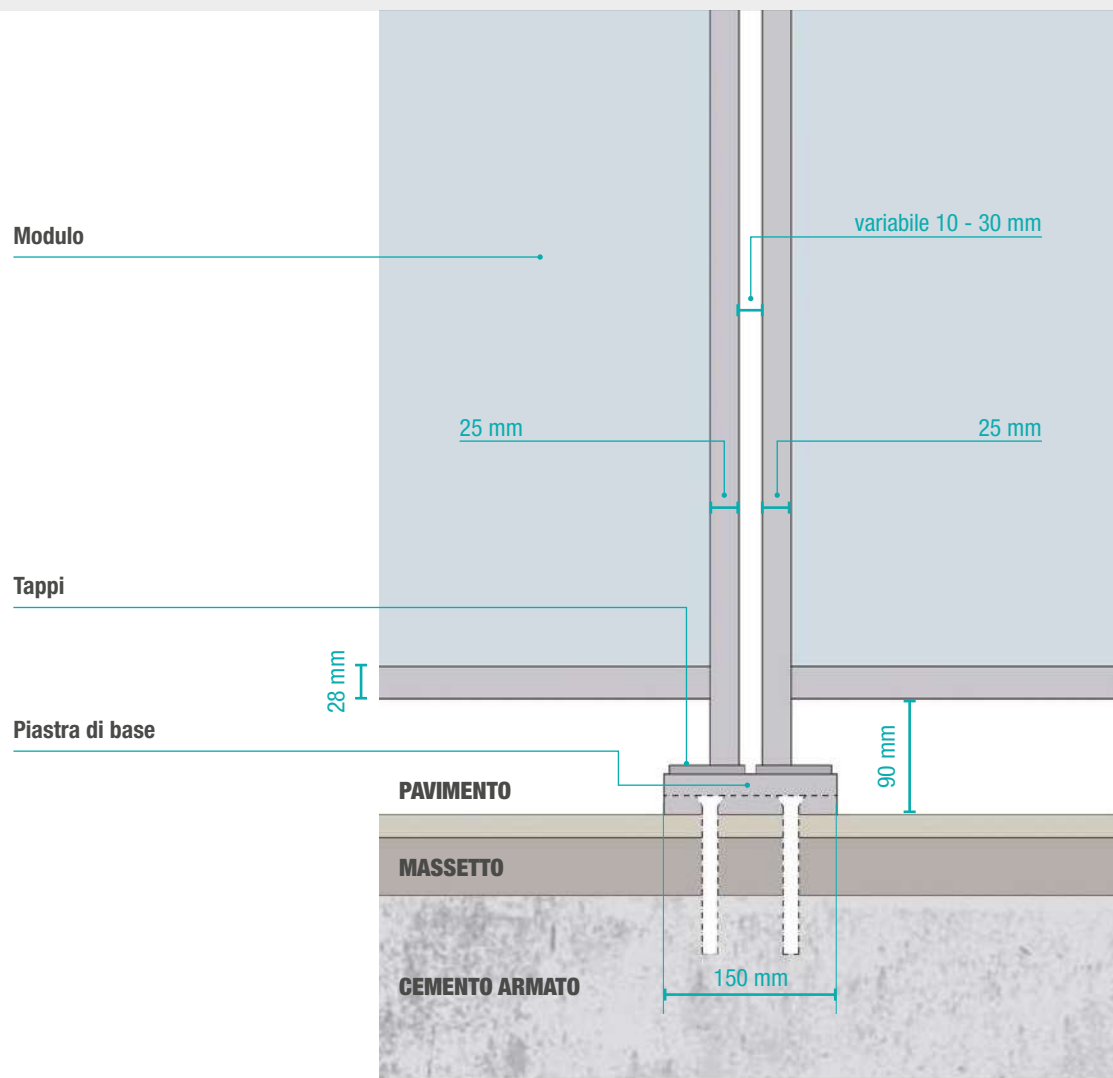 Modulo
variabile 10 - 30 mm
25 mm
25 mm
Tappi
28 mm
Piastra di base
90 mm
PAVIMENTO
MASSETTO
CEMENTO ARMATO
150 mm